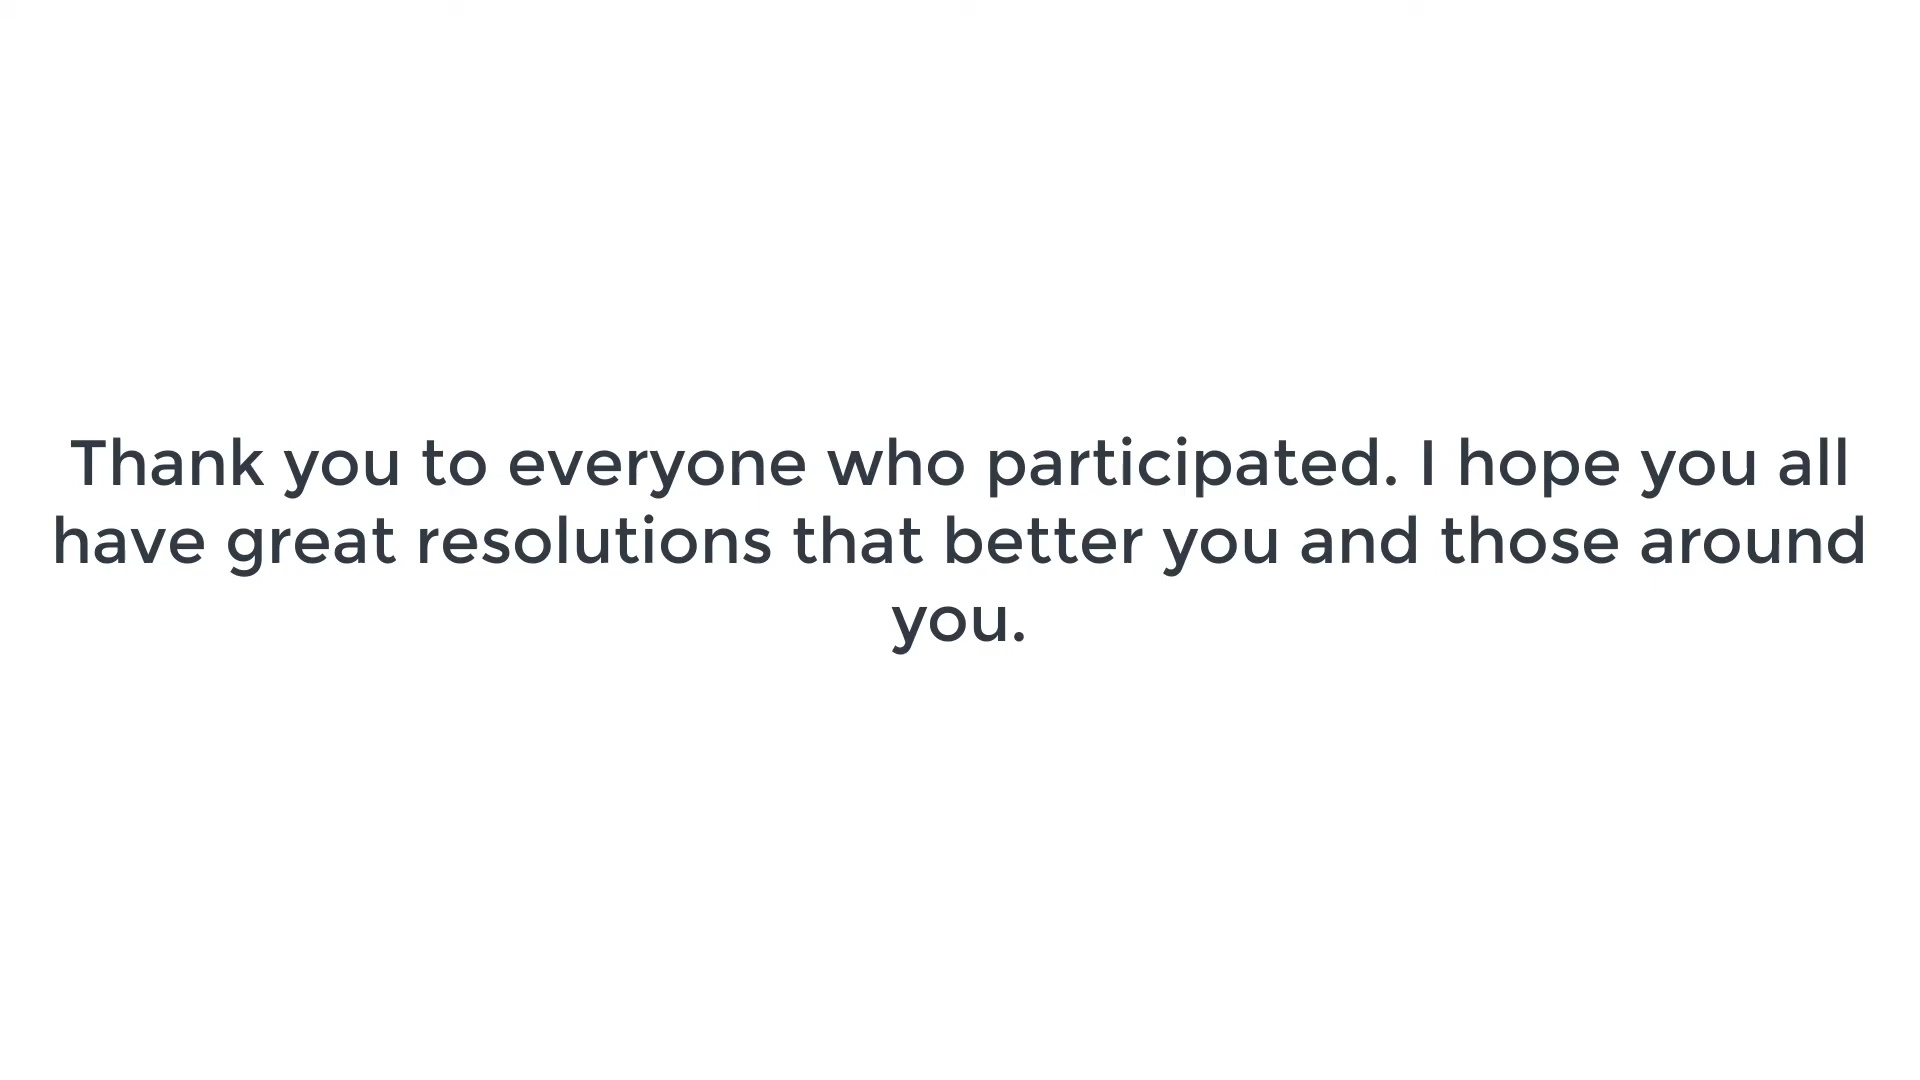 Thank you to everyone who participated. I hope you all
have great resolutions that better you and those around
you.